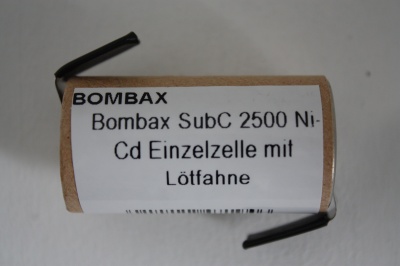 BOMBAX
Bombax SubC 2500 Ni-
Cd Einzelzelle mit
Lötfahne